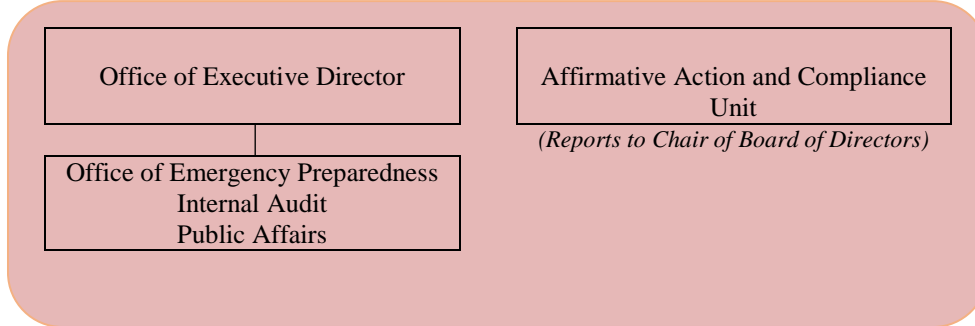 Office of Executive Director
Affirmative Action and Compliance
Unit
(Reports to Chair of Board of Directors)
Office of Emergency Preparedness
Internal Audit
Public Affairs